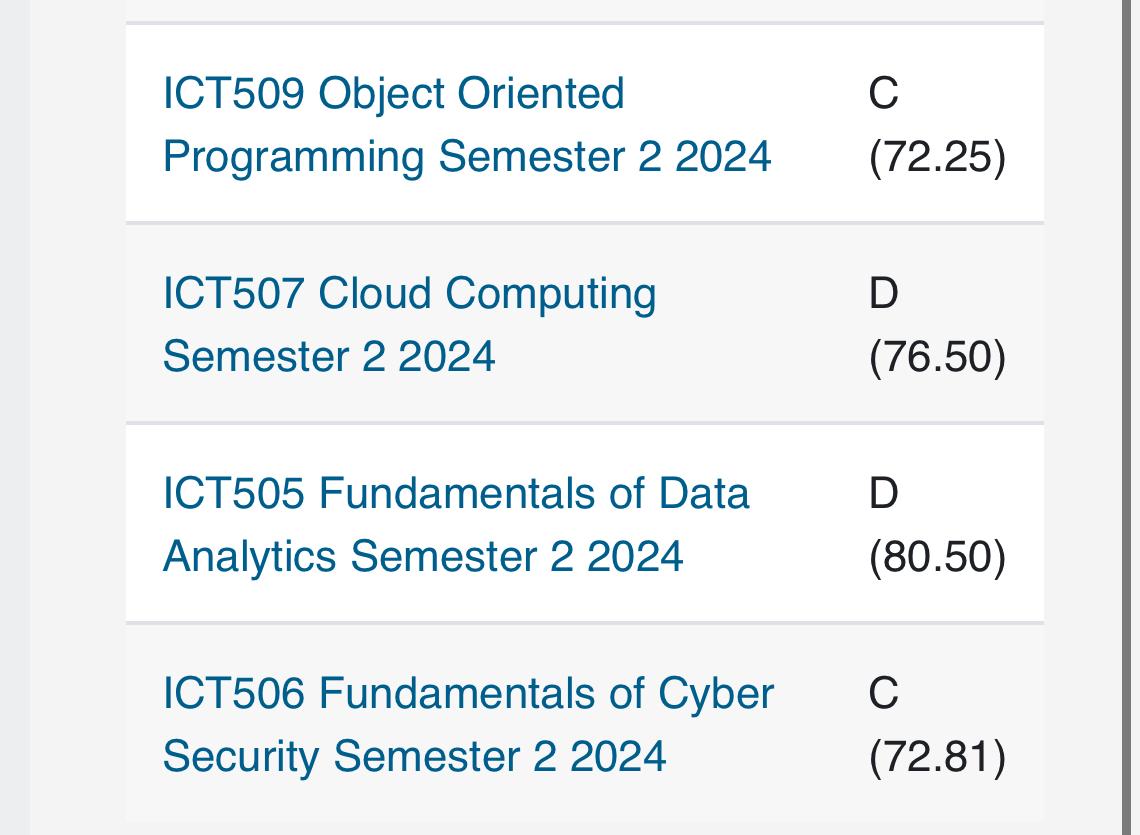 ICT509 Object Oriented
Programming Semester 2 2024
C
(72.25)
ICT507 Cloud Computing
Semester 2 2024
D
(76.50)
ICT505 Fundamentals of Data
Analytics Semester 2 2024
D
(80.50)
ICT506 Fundamentals of Cyber
Security Semester 2 2024
C
(72.81)